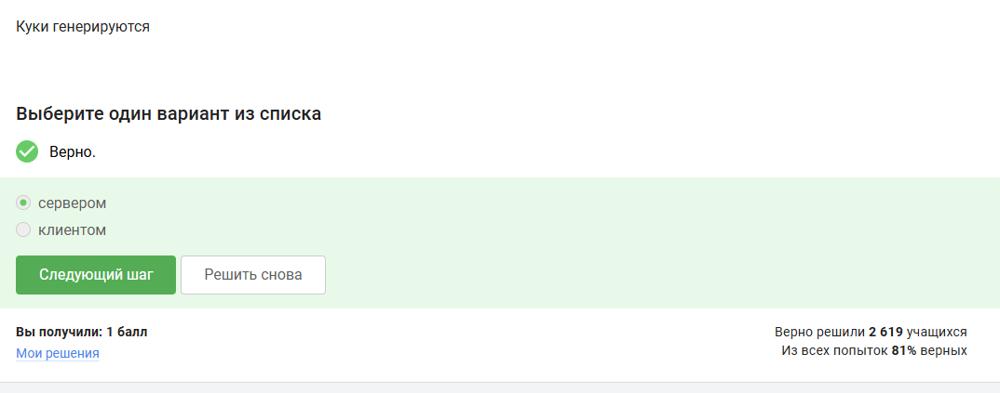 Куки генерируются
Выберите один вариант из списка
Верно.
сервером
клиентом
Следующий шаг
Решить снова
Вы получили: 1 балл
Мои решения
Верно решили 2 619 учащихся
Из всех попыток 81% верных